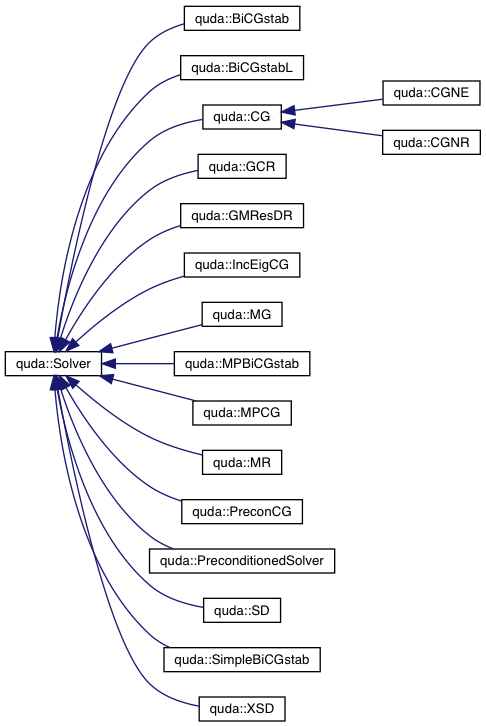 quda::BiCGstab
quda::BiCGstabL
quda::CG
quda::CGNE
quda::CGNR
quda::GCR
quda::GMResDR
quda::IncEigCG
quda::MG
quda::Solver
quda::MPBiCGstab
quda::MPCG
quda::MR
quda::PreconCG
quda::PreconditionedSolver
quda::SD
quda::SimpleBiCGstab
quda::XSD